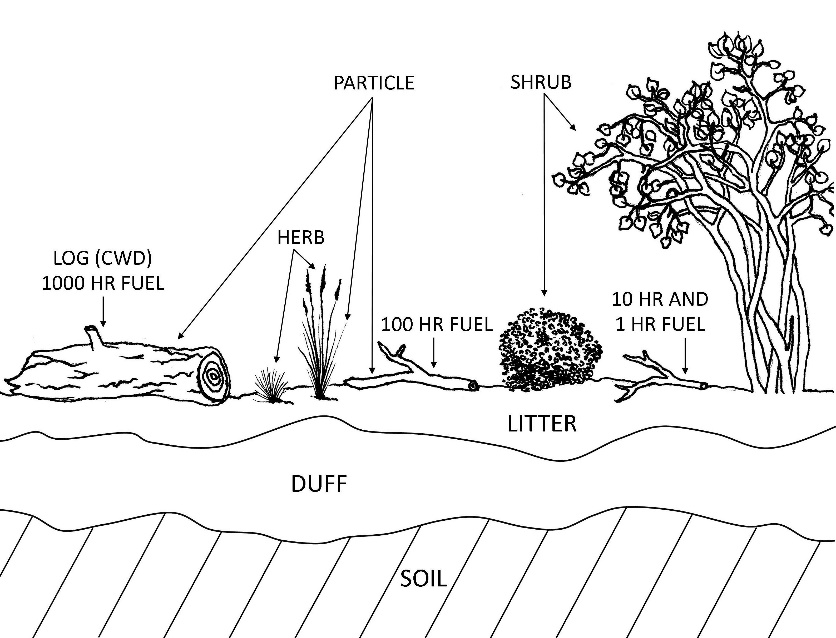 PARTICLE
SHRUB
HERB
LOG (CWD)
1000 HR FUEL
100 HR FUEL
10 HR AND
1 HR FUEL
LITTER
DUFF
SOIL